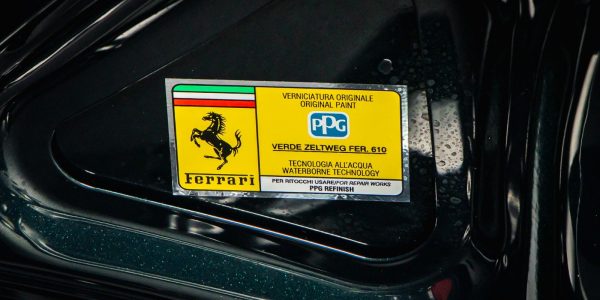 Ferrari
VERNICIATURA ORIGINALE
ORIGINAL PAINT
PPG
VERDE ZELTWEG FER. 610
TECNOLOGIA ALL'ACQUA
WATERBORNE TECHNOLOGY
PER RITOCCHI USARE/FOR REPAIR WORKS
PPG REFINISH